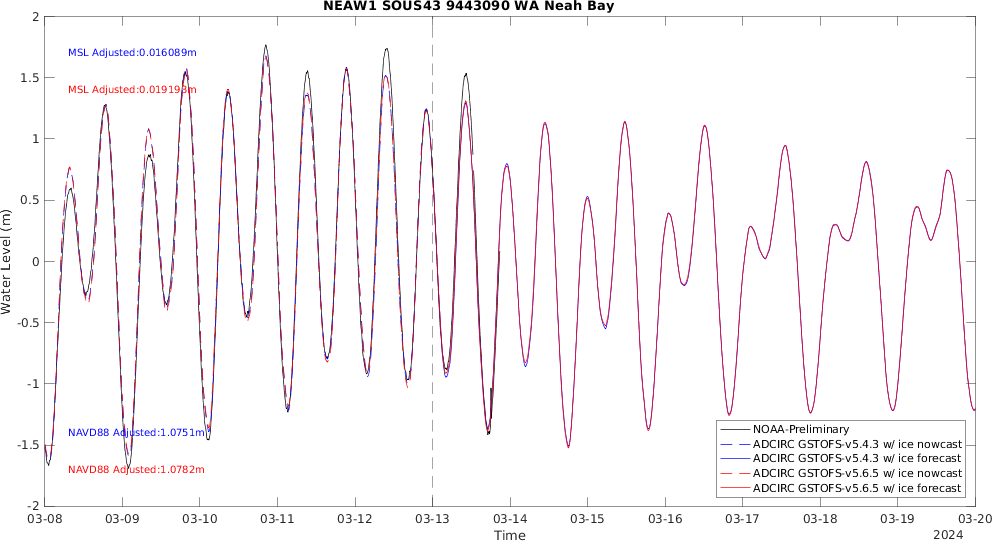 NEAW1 SOUS43 9443090 WA Neah Bay
2
1.5
1
0.5
0
-0.5
-1
-1.5
-2
Water Level (m)
MSL Adjusted:0.016089m
MSL Adjusted:0.019193m
NAVD88 Adjusted:1.0751m
NAVD88 Adjusted:1.0782m
NOAA-Preliminary
ADCIRC GSTOFS-v5.4.3 w/ ice nowcast
ADCIRC GSTOFS-v5.4.3 w/ ice forecast
ADCIRC GSTOFS-v5.6.5 w/ ice nowcast
ADCIRC GSTOFS-v5.6.5 w/ ice forecast
03-08 03-09 03-10 03-11 03-12 03-13 03-14 03-15 03-16 03-17 03-18 03-19 03-20
Time
2024